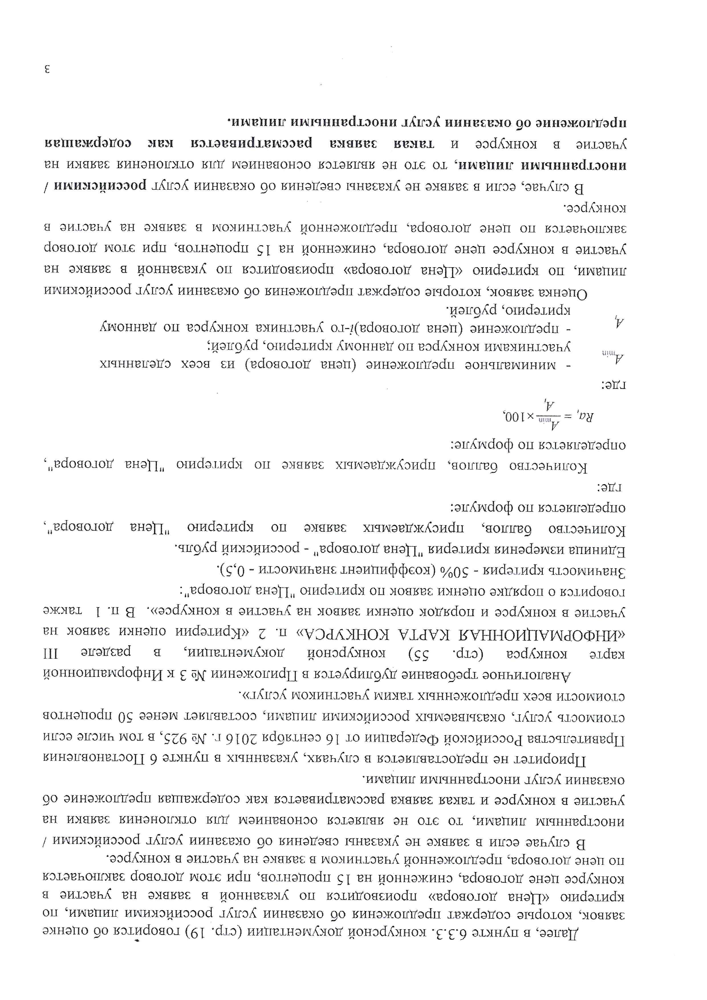 Далее, в пункте 6.3.3. конкурсной документации (стр. 19) говорится об оценке
заявок, которые содержат предложения об оказании услуг российскими лицами, по
критерию «Цена договора» производится по указанной в заявке на участие в
конкурсе цене договора, сниженной на 15 процентов, при этом договор заключается
по цене договора, предложенной участником в заявке на участие в конкурсе.
В случае если в заявке не указаны сведения об оказании услуг российскими /
иностранным лицами, то это не является основанием для отклонения заявки на
участие в конкурсе и такая заявка рассматривается как содержащая предложение об
оказании услуг иностранными лицами.
Приоритет не предоставляется в случаях, указанных в пункте 6 Постановления
Правительства Российской Федерации от 16 сентября 2016 г. № 925, в том числе если
стоимость услуг, оказываемых российскими лицами, составляет менее 50 процентов
стоимости всех предложенных таким участником услуг».
Аналогичное требование дублируется в Приложении № 3 к Информационной
карте конкурса (стр. 55) конкурсной документации, в разделе III
«ИНФОРМАЦИОННАЯ КАРТА КОНКУРСА» п. 2 «Критерии оценки заявок на
участие в конкурсе и порядок оценки заявок на участие в конкурсе». В п. 1 также
говорится о порядке оценки заявок по критерию "Цена договора":
Значимость критерия - 50% (коэффициент значимости - 0,5).
Единица измерения критерия "Цена договора" - российский рубль.
Количество баллов, присуждаемых заявке по критерию "Цена договора",
определяется по формуле:
где:
Количество баллов, присуждаемых заявке по критерию "Цена договора",
определяется по формуле:
Ra_i = A_min / A_i × 100,
где:
A_min - минимальное предложение (цена договора) из всех сделанных
участниками конкурса по данному критерию, рублей;
A_i - предложение (цена договора)i-го участника конкурса по данному
критерию, рублей.
Оценка заявок, которые содержат предложения об оказании услуг российскими
лицами, по критерию «Цена договора» производится по указанной в заявке на
участие в конкурсе цене договора, сниженной на 15 процентов, при этом договор
заключается по цене договора, предложенной участником в заявке на участие в
конкурсе.
В случае, если в заявке не указаны сведения об оказании услуг российскими /
иностранными лицами, то это не является основанием для отклонения заявки на
участие в конкурсе и такая заявка рассматривается как содержащая
предложение об оказании услуг иностранными лицами.
3